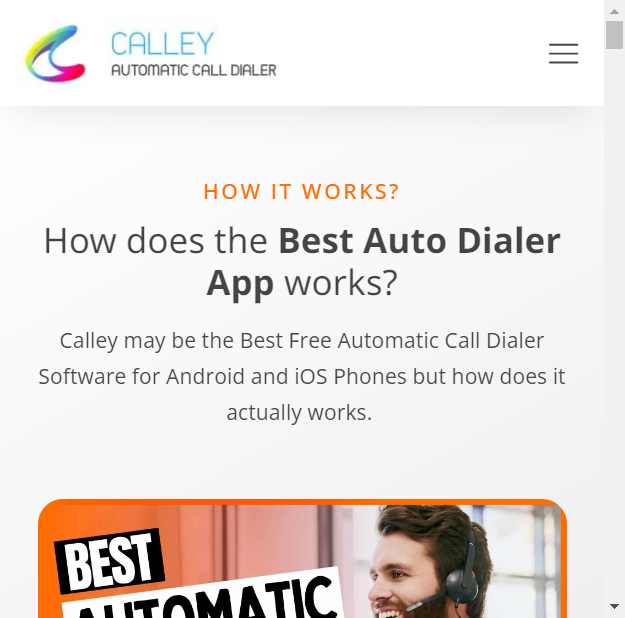 CALLEY
AUTOMATIC CALL DIALER
HOW IT WORKS?
How does the Best Auto Dialer
App works?
Calley may be the Best Free Automatic Call Dialer
Software for Android and iOS Phones but how does it
actually works.
BEST
AUTOMATIC